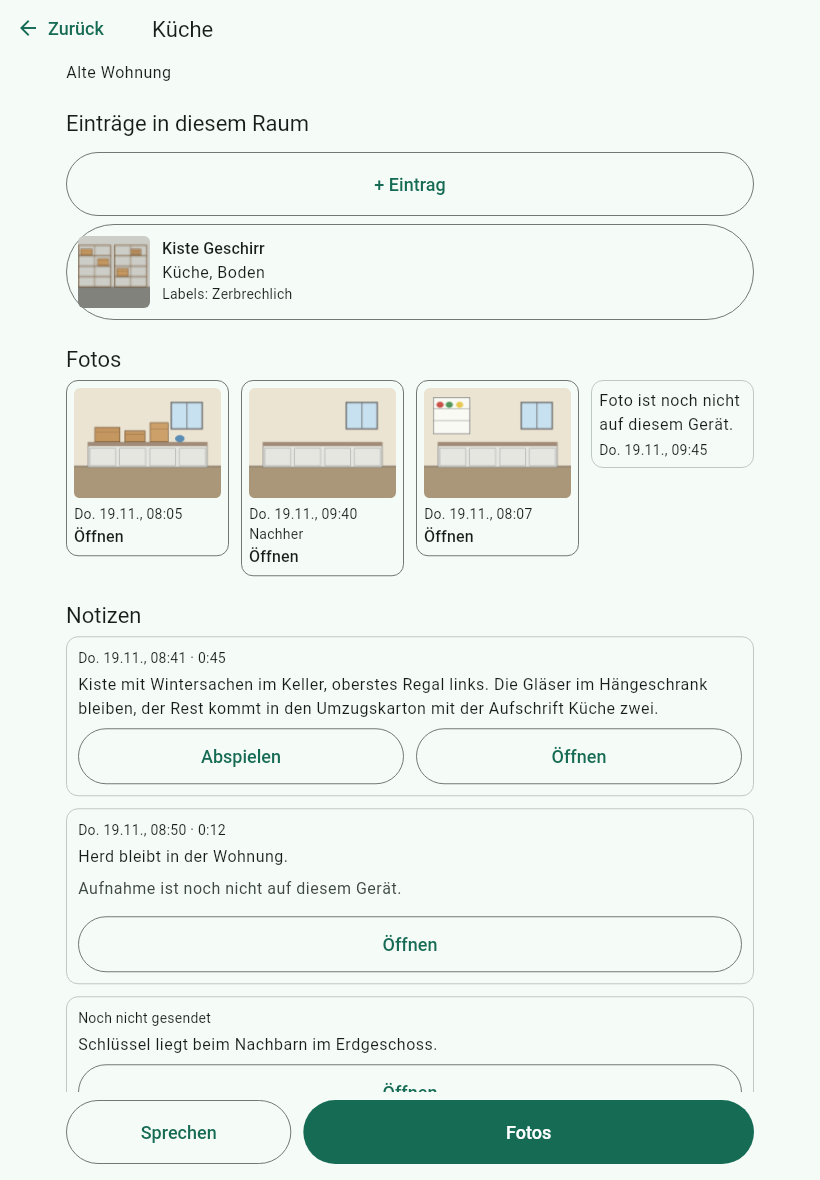 Zurück
Küche
Alte Wohnung
Einträge in diesem Raum
+ Eintrag
Kiste Geschirr
Küche, Boden
Labels: Zerbrechlich
Fotos
Do. 19.11., 08:05
Öffnen
Do. 19.11., 09:40
Nachher
Öffnen
Do. 19.11., 08:07
Öffnen
Foto ist noch nicht
auf diesem Gerät.
Do. 19.11., 09:45
Notizen
Do. 19.11., 08:41 · 0:45
Kiste mit Wintersachen im Keller, oberstes Regal links. Die Gläser im Hängeschrank
bleiben, der Rest kommt in den Umzugskarton mit der Aufschrift Küche zwei.
Abspielen
Öffnen
Do. 19.11., 08:50 · 0:12
Herd bleibt in der Wohnung.
Aufnahme ist noch nicht auf diesem Gerät.
Öffnen
Noch nicht gesendet
Schlüssel liegt beim Nachbarn im Erdgeschoss.
Öffnen
Sprechen
Fotos